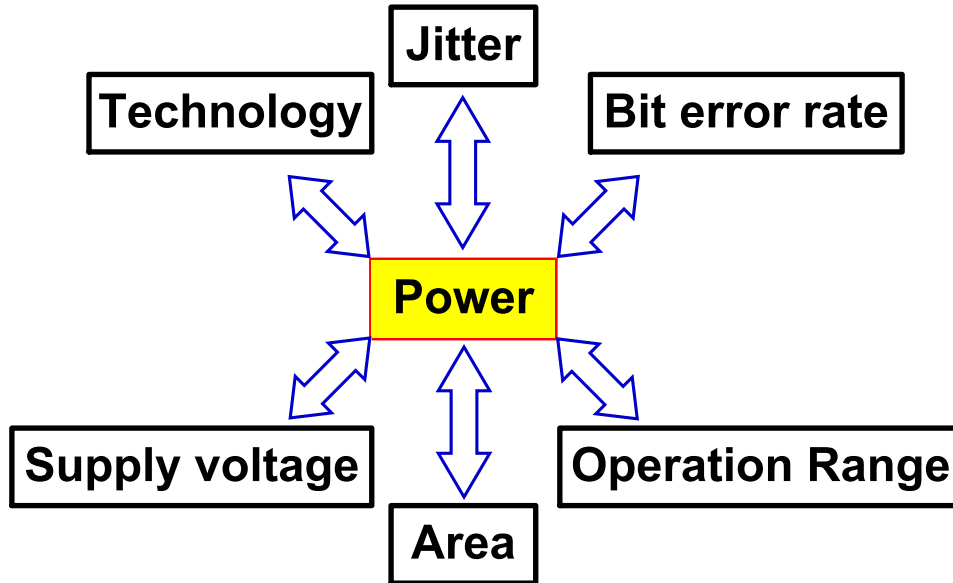 Jitter
Technology
Bit error rate
Power
Supply voltage
Operation Range
Area